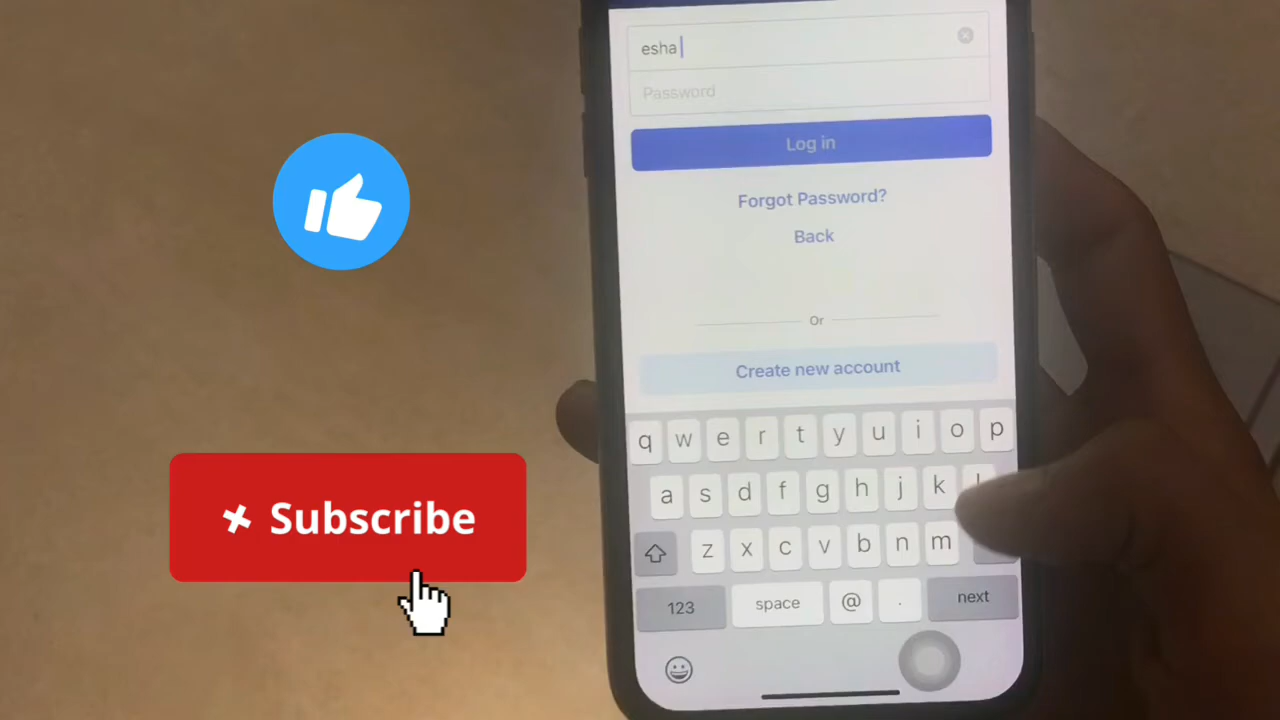 esha
Password
Log in
Forgot Password?
Back
Or
Create new account
q w e r t y u i o p
a s d f g h j k
z x c v b n m
123 space @ . next
Subscribe